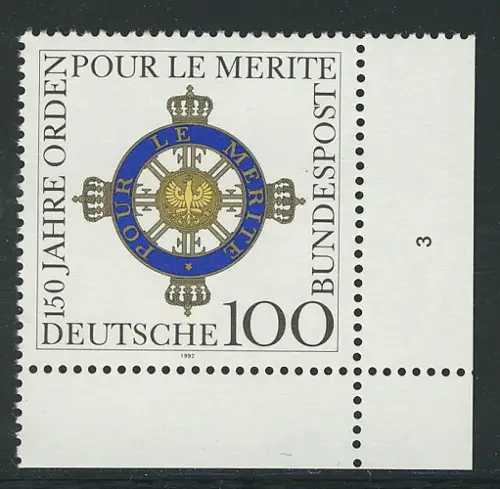 150 JAHRE ORDEN
POUR LE MERITE
POUR LE MERITE
DEUTSCHE
BUNDESPOST
100
1992
3